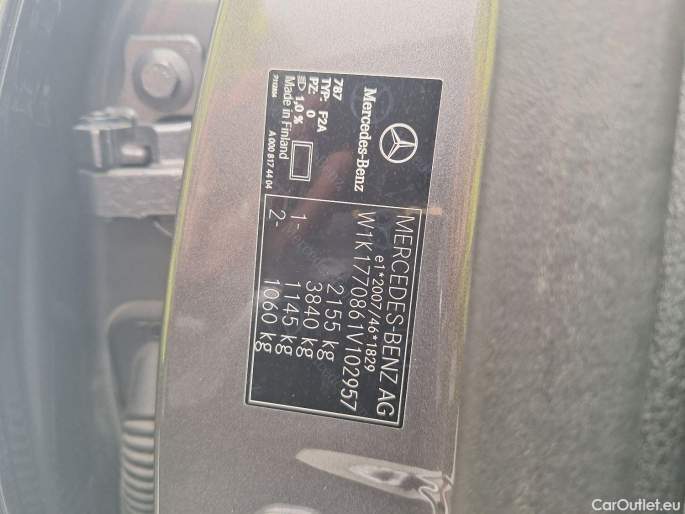 Mercedes-Benz
787
TYP: F2A
PZ: 0
1,0 %
Made in Finland
A 000 817 44 04
MERCEDES-BENZ AG
e1*2007/46*1829
W1K1770861V102957
2155 kg
3840 kg
1- 1145 kg
2- 1060 kg
CarOutlet.eu